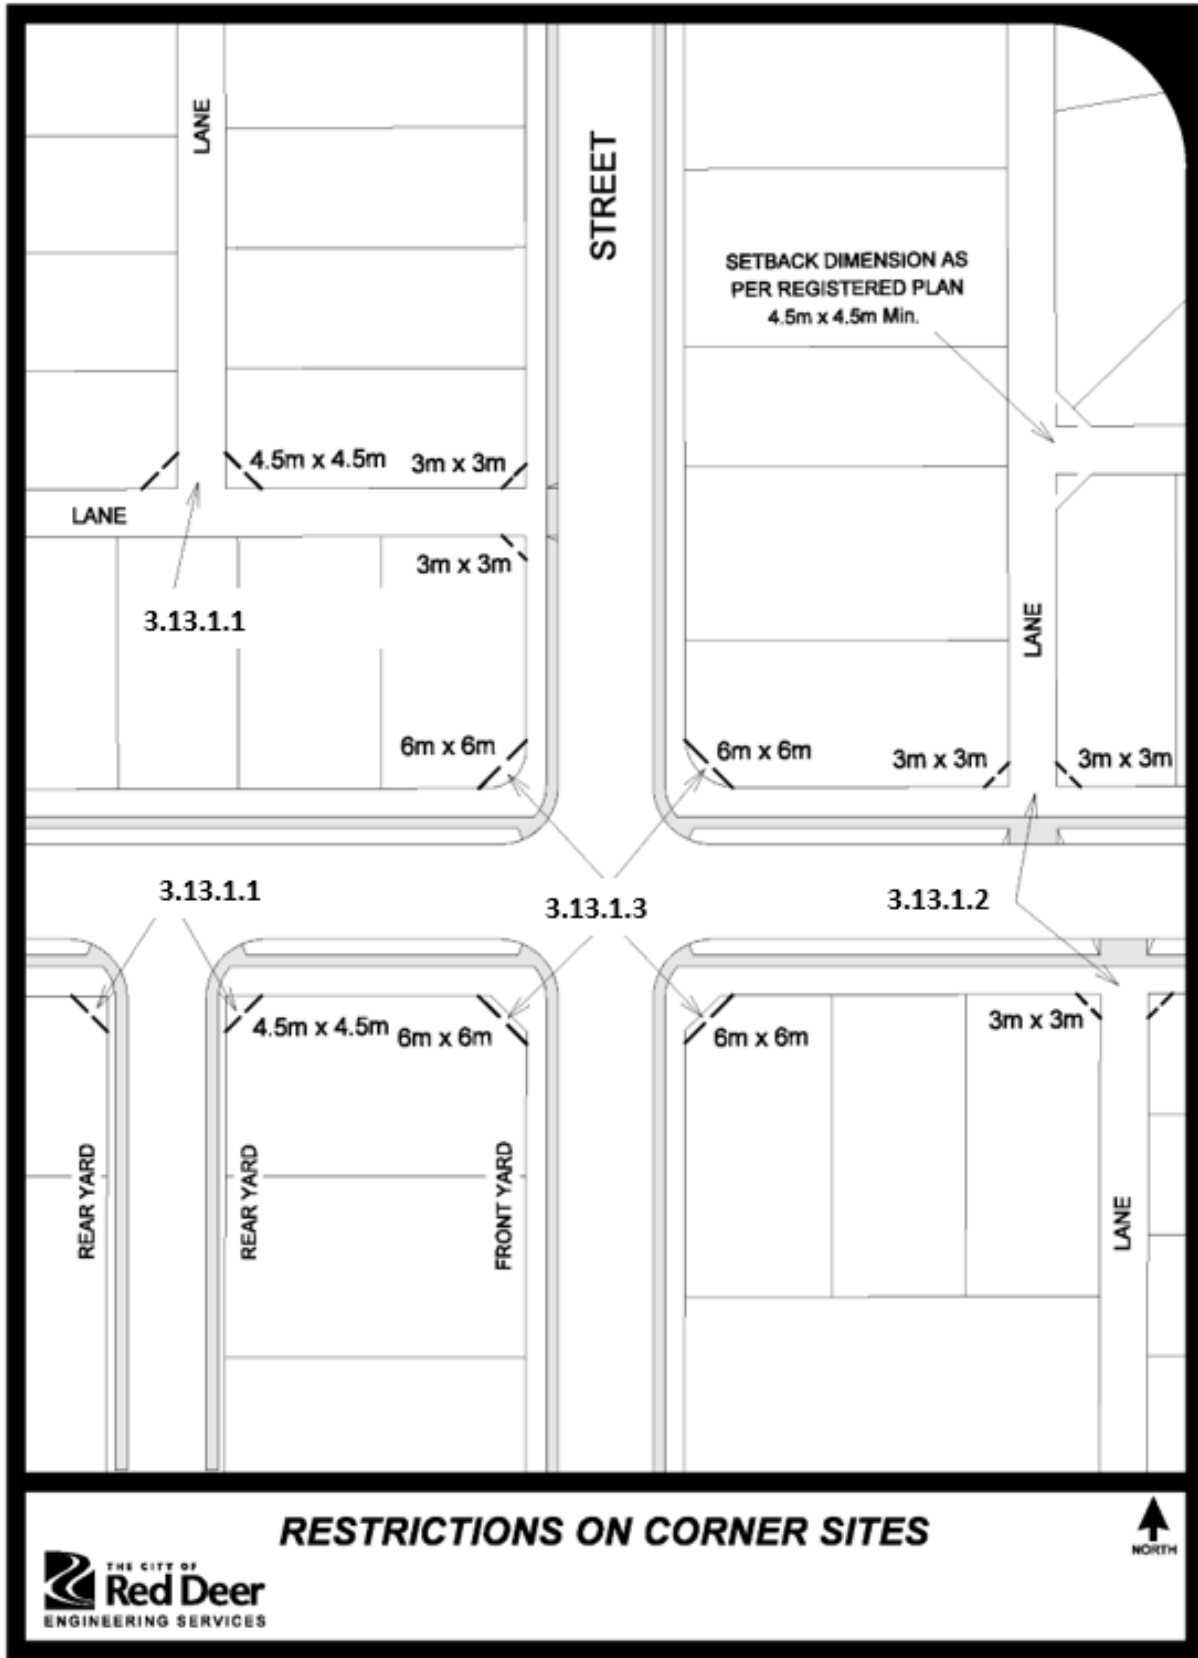 LANE
STREET
SETBACK DIMENSION AS
PER REGISTERED PLAN
4.5m x 4.5m Min.
4.5m x 4.5m
3m x 3m
LANE
3m x 3m
3.13.1.1
LANE
6m x 6m
6m x 6m
3m x 3m
3m x 3m
3.13.1.1
3.13.1.3
3.13.1.2
4.5m x 4.5m
6m x 6m
6m x 6m
3m x 3m
REAR YARD
REAR YARD
FRONT YARD
LANE
RESTRICTIONS ON CORNER SITES
NORTH
THE CITY OF
Red Deer
ENGINEERING SERVICES